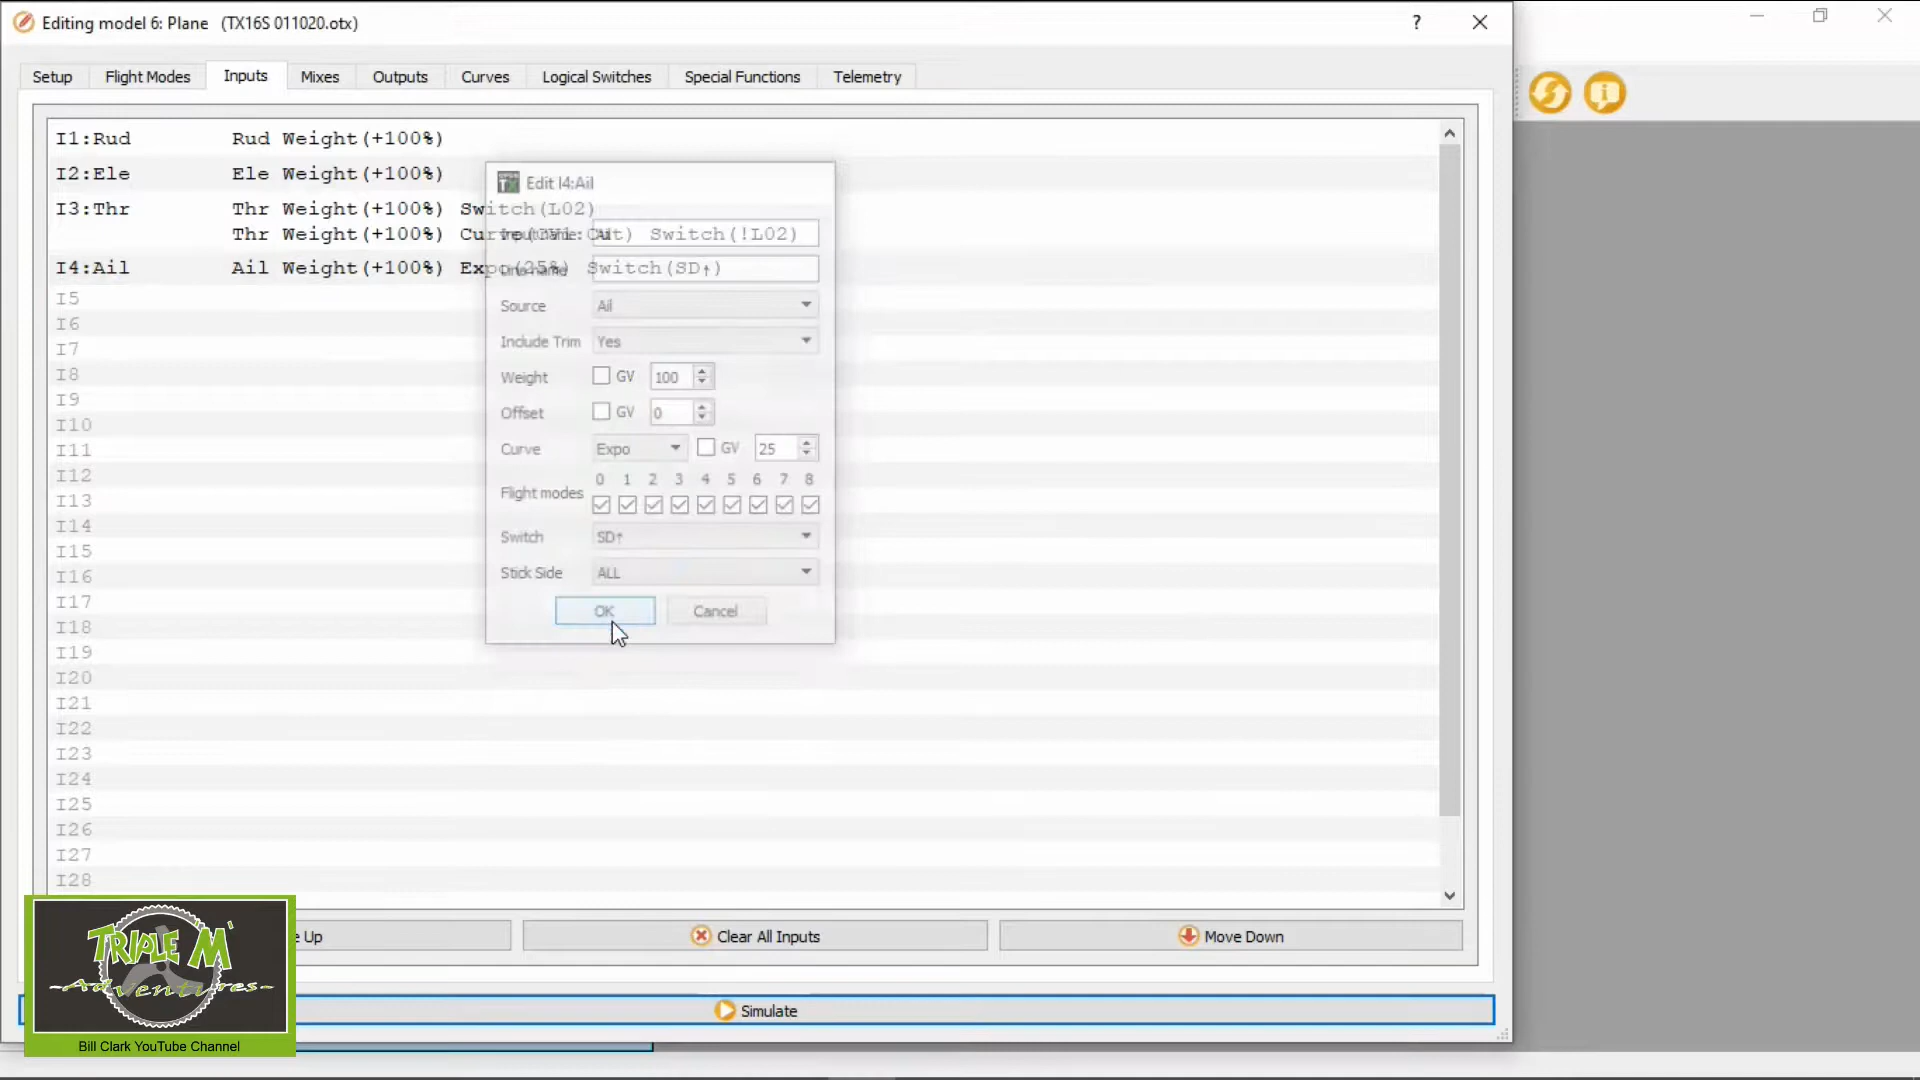 Editing model 6: Plane (TX16S 011020.otx)
?
Setup Flight Modes Inputs Mixes Outputs Curves Logical Switches Special Functions Telemetry
I1:Rud Rud Weight(+100%)
I2:Ele Ele Weight(+100%)
I3:Thr Thr Weight(+100%) Switch(L02)
Thr Weight(+100%) Switch(!L02)
I4:Ail Ail Weight(+100%) Expo(25%) Switch(SD↑)
I5
I6
I7
I8
I9
I10
I11
I12
I13
I14
I15
I16
I17
I18
I19
I20
I21
I22
I23
I24
I25
I26
I27
I28
Edit I4:Ail
Line name
Source Ail
Include Trim Yes
Weight GV 100
Offset GV 0
Curve Expo GV 25
0 1 2 3 4 5 6 7 8
Flight modes
Switch SD↑
Stick Side ALL
OK Cancel
Up
Clear All Inputs
Move Down
Simulate
TRIPLE M
-Adventures-
Bill Clark YouTube Channel